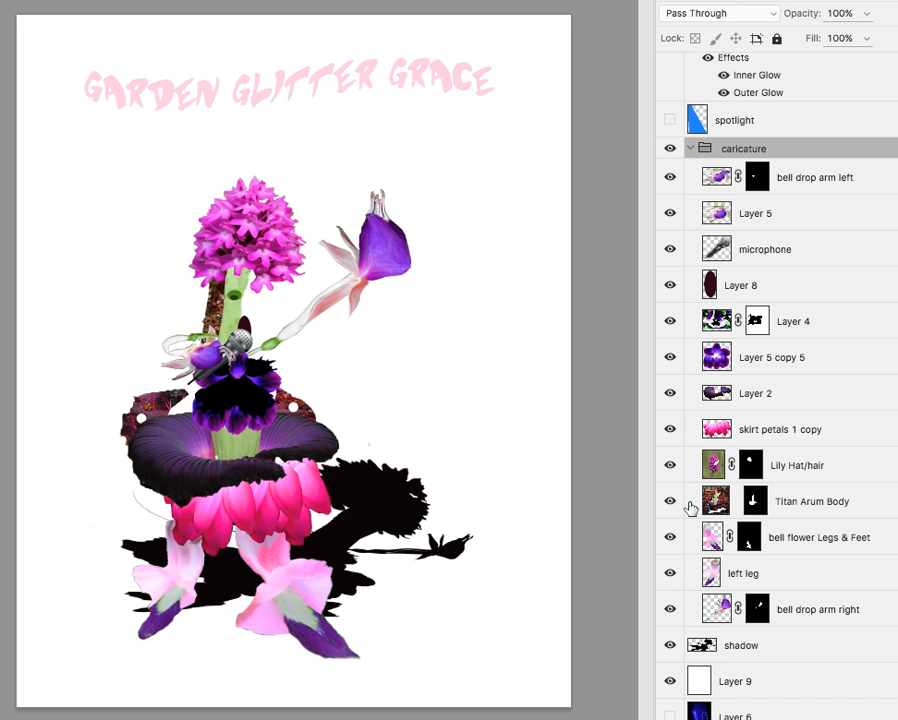 GARDEN GLITTER GRACE
Pass Through
Opacity: 100%
Lock:
Fill: 100%
Effects
Inner Glow
Outer Glow
spotlight
caricature
bell drop arm left
Layer 5
microphone
Layer 8
Layer 4
Layer 5 copy 5
Layer 2
skirt petals 1 copy
Lily Hat/hair
Titan Arum Body
bell flower Legs & Feet
left leg
bell drop arm right
shadow
Layer 9
Layer 6